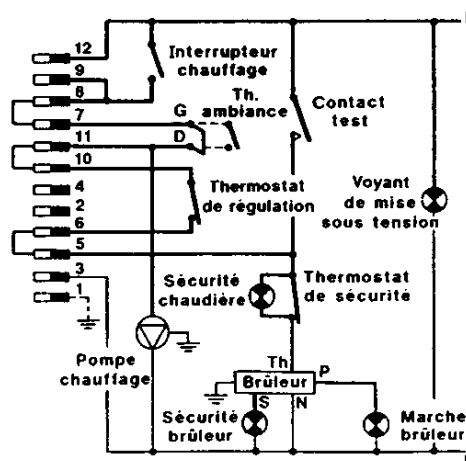 12
9
8
7
11
10
4
2
6
5
3
1
Interrupteur
chauffage
G
D
Th.
ambiance
Contact
test
Thermostat
de régulation
Voyant
de mise
sous tension
Sécurité
chaudière
Thermostat
de sécurité
Pompe
chauffage
Th
Brûleur
P
S
N
Sécurité
brûleur
Marche
brûleur